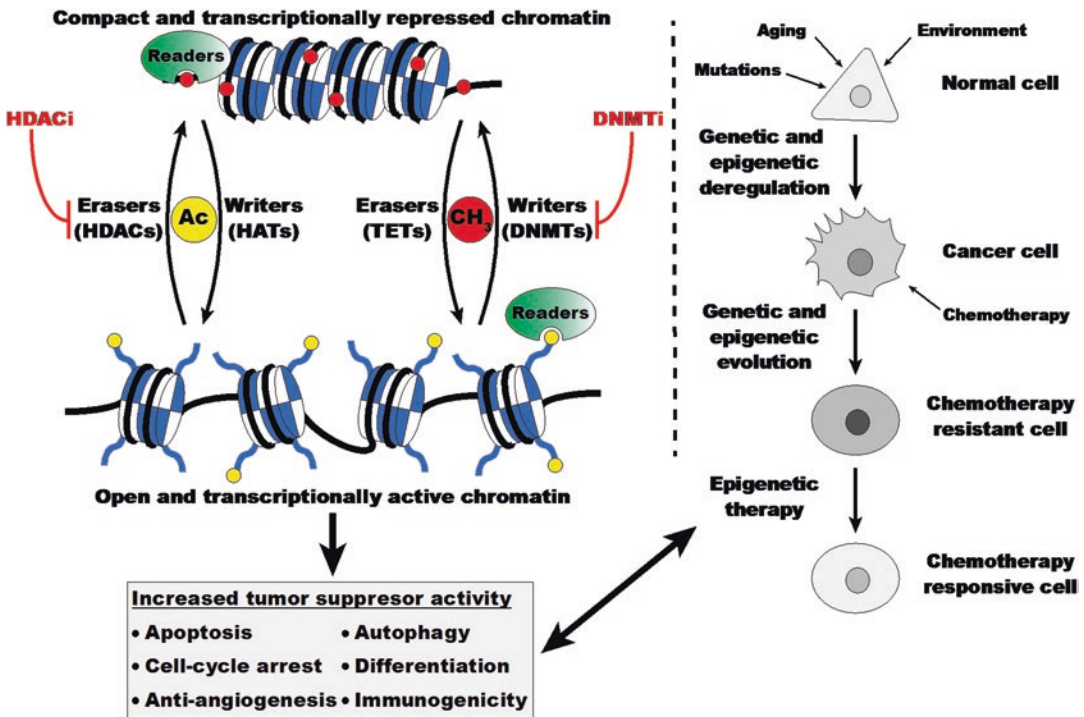 Compact and transcriptionally repressed chromatin
Readers
HDACi
DNMTi
Erasers
(HDACs)
Ac
Writers
(HATs)
Erasers
(TETs)
CH3
Writers
(DNMTs)
Readers
Open and transcriptionally active chromatin
Increased tumor suppresor activity
• Apoptosis
• Cell-cycle arrest
• Anti-angiogenesis
• Autophagy
• Differentiation
• Immunogenicity
Aging
Environment
Mutations
Normal cell
Genetic and
epigenetic
deregulation
Cancer cell
Chemotherapy
Genetic and
epigenetic
evolution
Chemotherapy
resistant cell
Epigenetic
therapy
Chemotherapy
responsive cell